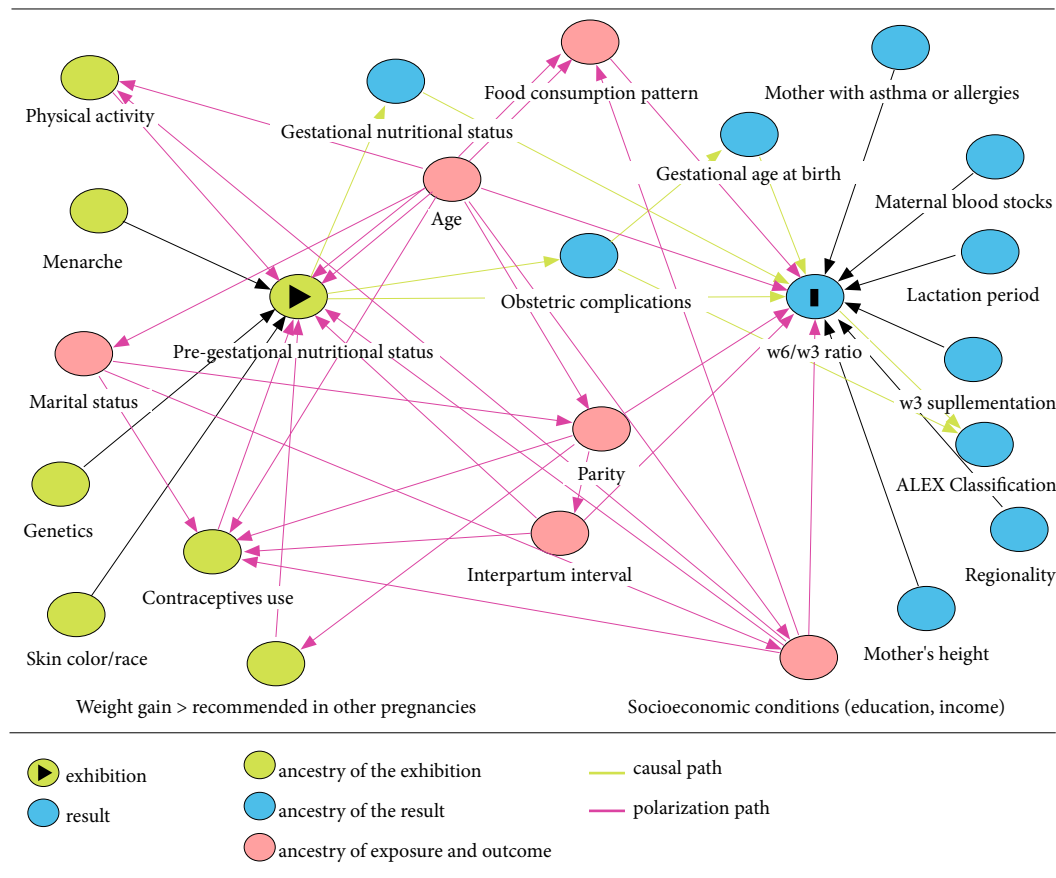 Food consumption pattern
Mother with asthma or allergies
Physical activity
Gestational nutritional status
Gestational age at birth
Maternal blood stocks
Age
Menarche
Obstetric complications
Lactation period
Pre-gestational nutritional status
w6/w3 ratio
Marital status
w3 supllementation
Parity
ALEX Classification
Genetics
Interpartum interval
Regionality
Contraceptives use
Skin color/race
Mother's height
Weight gain > recommended in other pregnancies
Socioeconomic conditions (education, income)
exhibition
ancestry of the exhibition
causal path
result
ancestry of the result
polarization path
ancestry of exposure and outcome